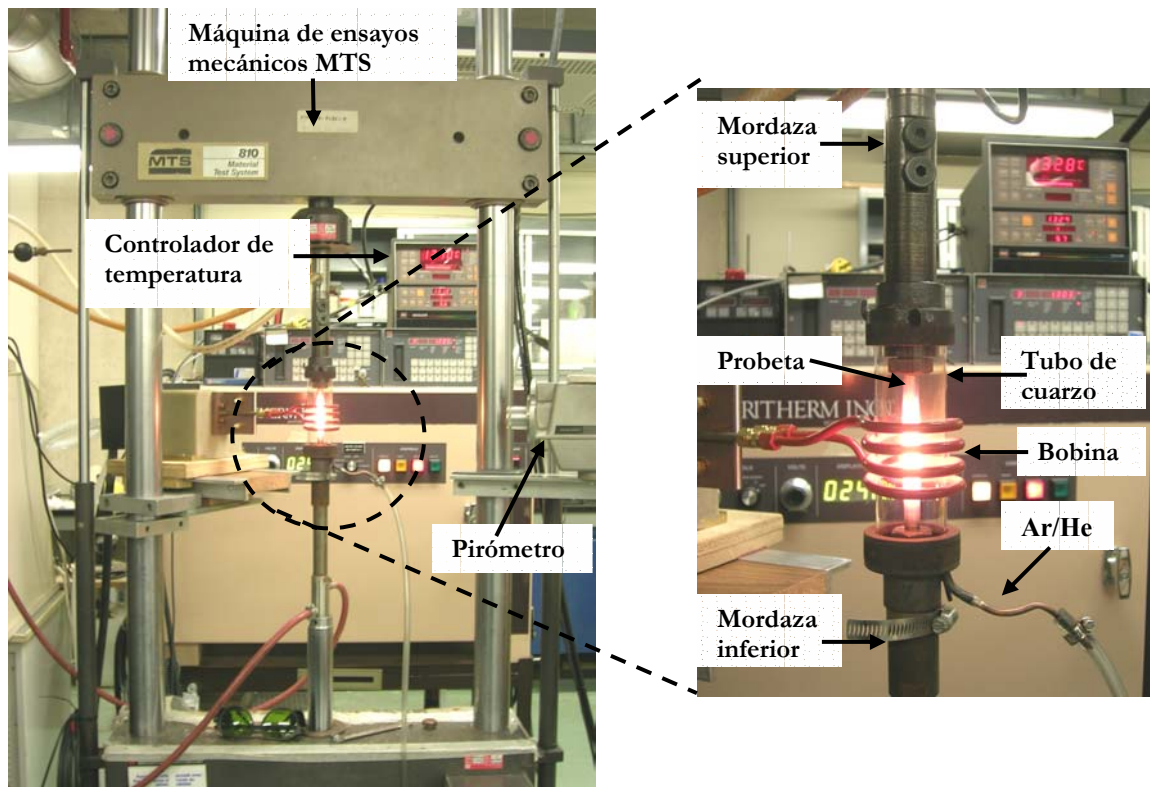 Máquina de ensayos
mecánicos MTS
MTS
810
Material
Test System
Controlador de
temperatura
Pirómetro
Mordaza
superior
1328
Probeta
Tubo de
cuarzo
RITHERM
Bobina
VOLTS
Ar/He
Mordaza
inferior